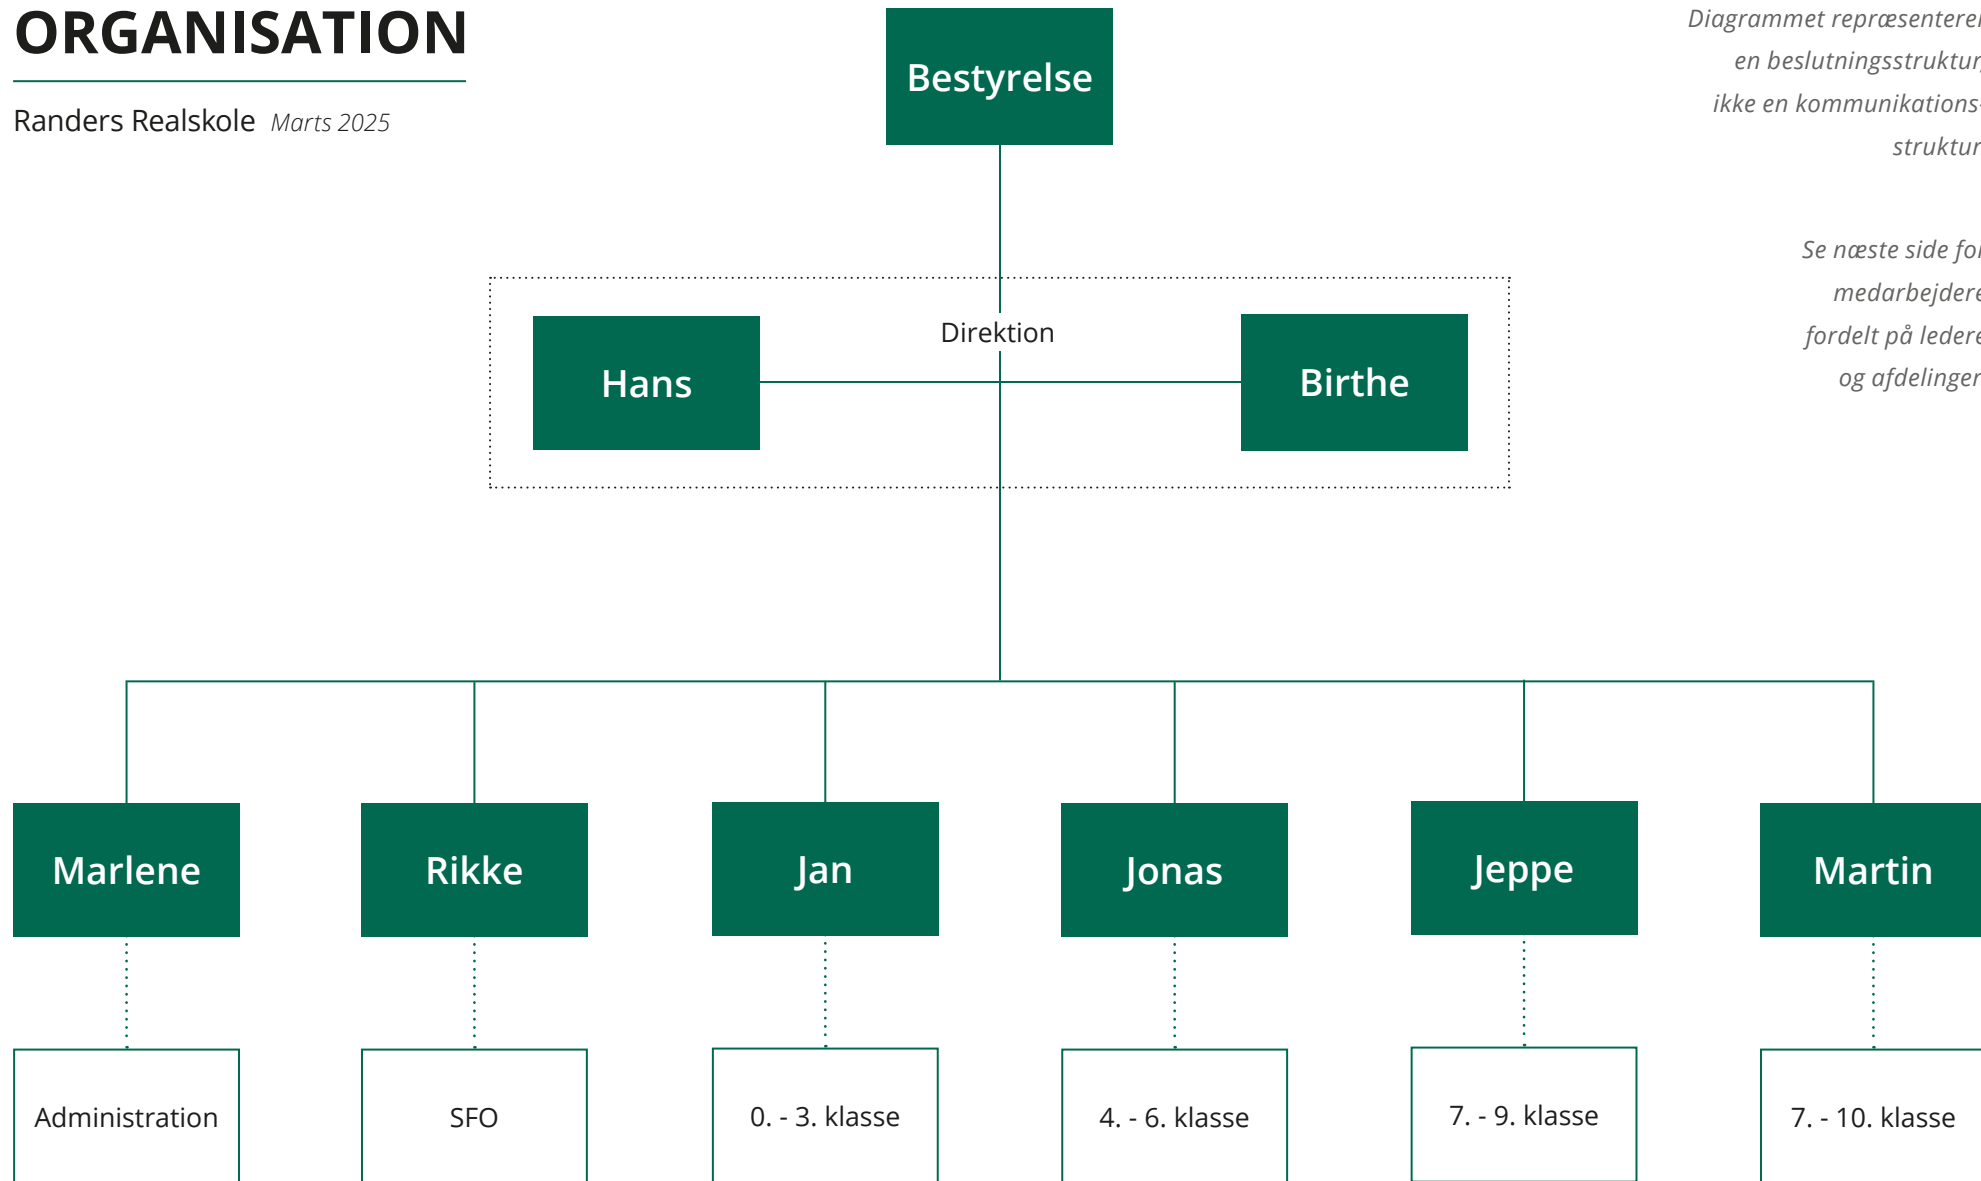 ORGANISATION
Randers Realskole Marts 2025
Diagrammet repræsenterer
en beslutningsstruktur,
ikke en kommunikations-
struktur
Se næste side for
medarbejdere
fordelt på ledere
og afdelinger
Bestyrelse
Direktion
Hans
Birthe
Marlene
Rikke
Jan
Jonas
Jeppe
Martin
Administration
SFO
0. - 3. klasse
4. - 6. klasse
7. - 9. klasse
7. - 10. klasse